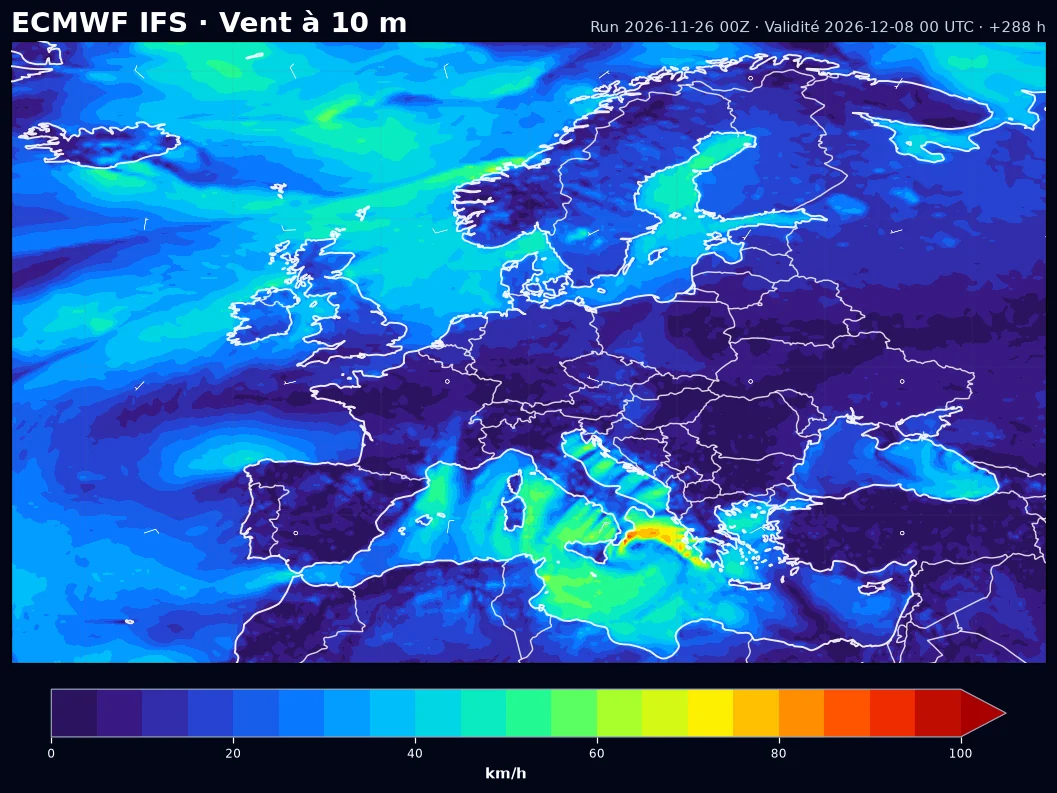 ECMWF IFS · Vent à 10 m
Run 2026-11-26 00Z · Validité 2026-12-08 00 UTC · +288 h
0 20 40 60 80 100
km/h